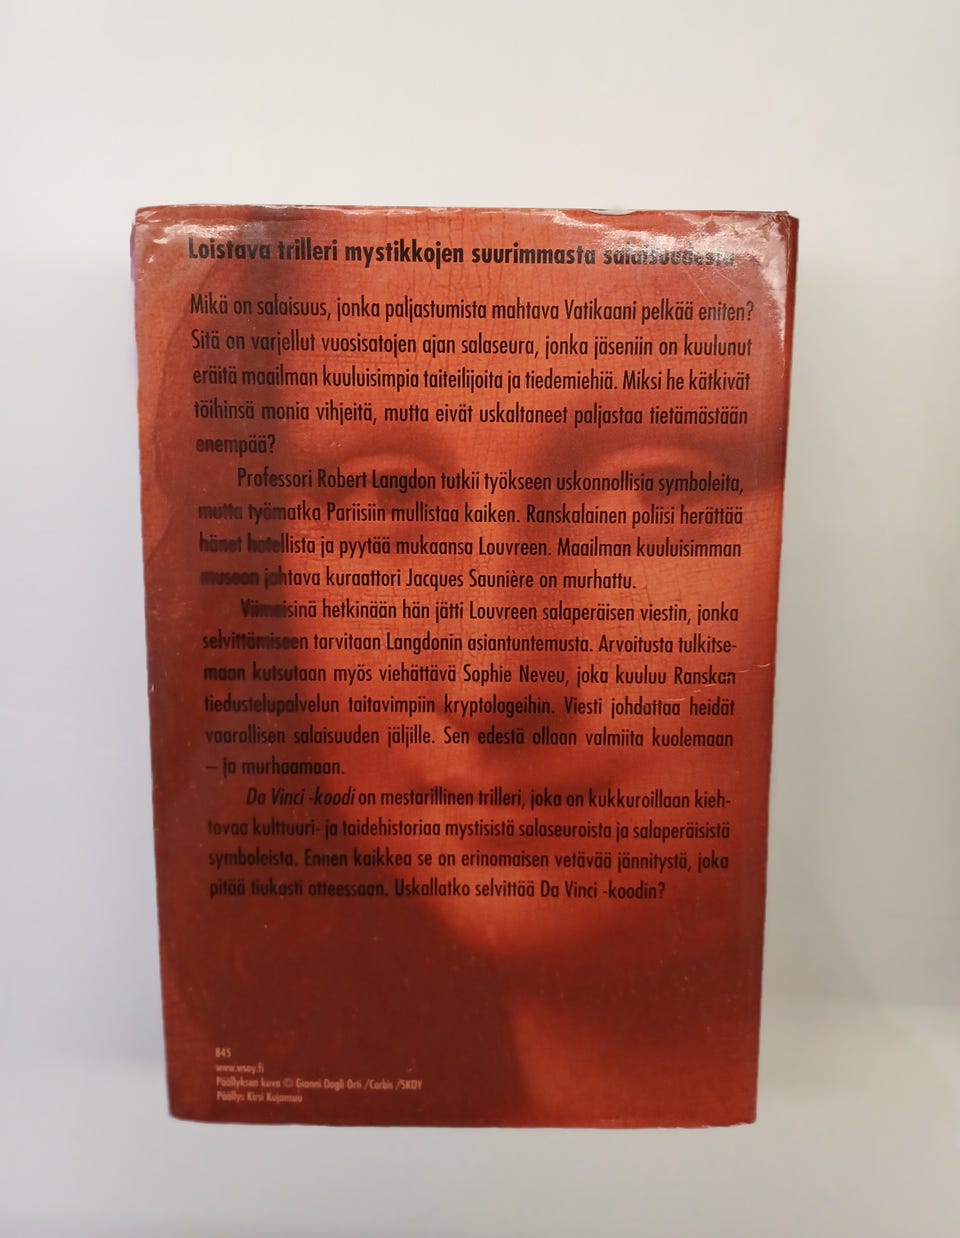 Loistava trilleri mystikkojen suurimmasta salaisuudesta.
Mikä on salaisuus, jonka paljastumista mahtava Vatikaani pelkää eniten?
Sitä on varjellut vuosisatojen ajan salaseura, jonka jäseniin on kuulunut
eräitä maailman kuuluisimpia taiteilijoita ja tiedemiehiä. Miksi he kätkivät
töihinsä monia vihjeitä, mutta eivät uskaltaneet paljastaa tietämästään
enempää?
Professori Robert Langdon tutkii työkseen uskonnollisia symboleita,
mutta työmatka Pariisiin mullistaa kaiken. Ranskalainen poliisi herättää
hänet hotellista ja pyytää mukaansa Louvreen. Maailman kuuluisimman
museon johtava kuraattori Jacques Saunière on murhattu.
Viimeisinä hetkinään hän jätti Louvreen salaperäisen viestin, jonka
selvittämiseen tarvitaan Langdonin asiantuntemusta. Arvoitusta tulkitse-
maan kutsutaan myös viehättävä Sophie Neveu, joka kuuluu Ranskan
tiedustelupalvelun taitavimpiin kryptologeihin. Viesti johdattaa heidät
vaarallisen salaisuuden jäljille. Sen edestä ollaan valmiita kuolemaan
– ja murhaamaan.
Da Vinci -koodi on mestarillinen trilleri, joka on kukkuroillaan kieh-
tovaa kulttuuri- ja taidehistoriaa mystisistä salaseuroista ja salaperäisistä
symboleista. Ennen kaikkea se on erinomaisen vetävää jännitystä, joka
pitää tiukasti otteessaan. Uskallatko selvittää Da Vinci -koodin?
845
www.wsoy.fi
Päällyksen kuva © Gianni Dagli Orti /Corbis /SKOY
Päällys Kirsi Kujansuu